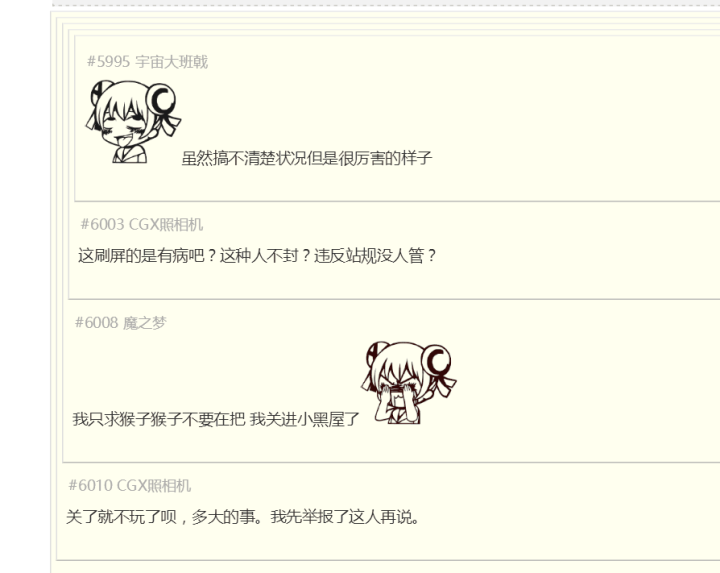 #5995 宇宙大班戟
虽然搞不清楚状况但是很厉害的样子
#6003 CGX照相机
这刷屏的是有病吧？这种人不封？违反站规没人管？
#6008 魔之梦
我只求猴子猴子不要在把 我关进小黑屋了
#6010 CGX照相机
关了就不玩了呗，多大的事。我先举报了这人再说。